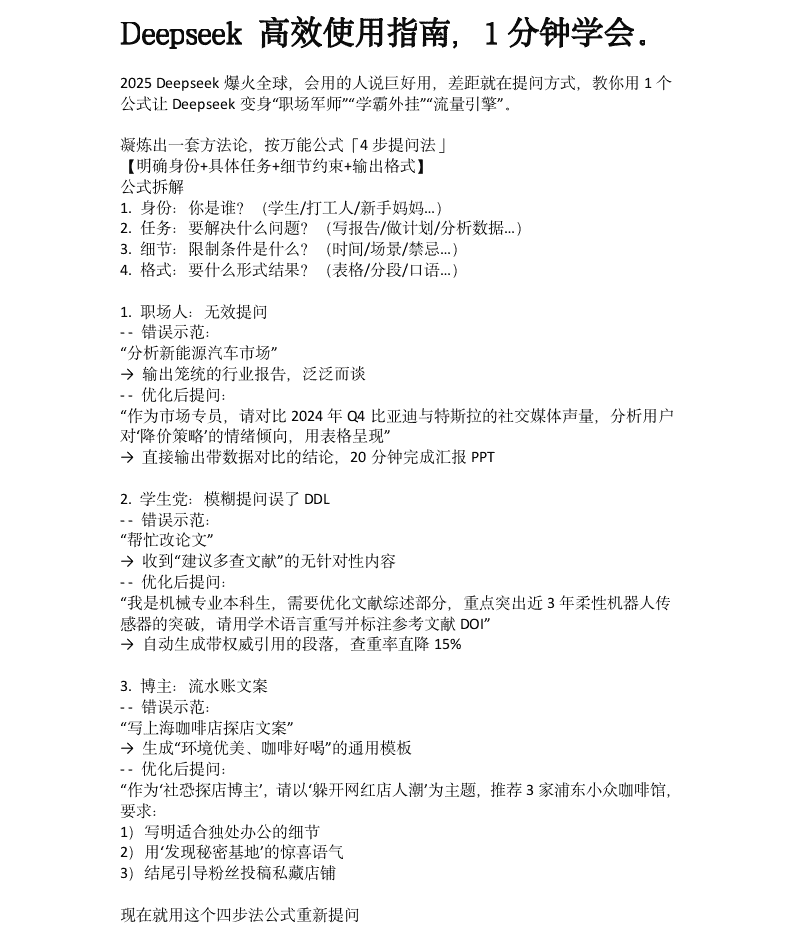 Deepseek 高效使用指南，1 分钟学会。
2025 Deepseek 爆火全球，会用的人说巨好用，差距就在提问方式，教你用 1 个
公式让 Deepseek 变身“职场军师”“学霸外挂”“流量引擎”。
凝炼出一套方法论，按万能公式「4 步提问法 」
【明确身份+具体任务+细节约束+输出格式】
公式拆解
1. 身份：你是谁？（学生/打工人/新手妈妈...）
2. 任务：要解决什么问题？（写报告/做计划/分析数据...）
3. 细节：限制条件是什么？（时间/场景/禁忌...）
4. 格式：要什么形式结果？（表格/分段/口语...）
1. 职场人：无效提问
-- 错误示范：
“分析新能源汽车市场”
→ 输出笼统的行业报告，泛泛而谈
-- 优化后提问：
“作为市场专员，请对比 2024 年 Q4 比亚迪与特斯拉的社交媒体声量，分析用户
对‘降价策略’的情绪倾向，用表格呈现”
→ 直接输出带数据对比的结论，20 分钟完成汇报 PPT
2. 学生党：模糊提问误了 DDL
-- 错误示范：
“帮忙改论文”
→ 收到“建议多查文献”的无针对性内容
-- 优化后提问：
“我是机械专业本科生，需要优化文献综述部分，重点突出近 3 年柔性机器人传
感器的突破，请用学术语言重写并标注参考文献 DOI”
→ 自动生成带权威引用的段落，查重率直降 15%
3. 博主：流水账文案
-- 错误示范：
“写上海咖啡店探店文案”
→ 生成“环境优美、咖啡好喝”的通用模板
-- 优化后提问：
“作为‘社恐探店博主’，请以‘躲开网红店人潮’为主题，推荐 3 家浦东小众咖啡馆，
要求：
1）写明适合独处办公的细节
2）用‘发现秘密基地’的惊喜语气
3）结尾引导粉丝投稿私藏店铺
现在就用这个四步法公式重新提问